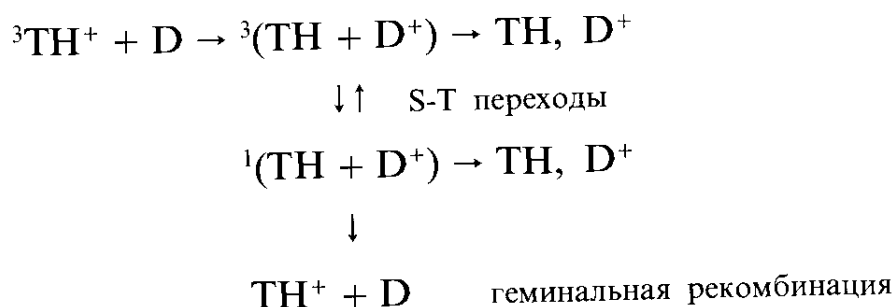 ³TH⁺ + D → ³(TH + D⁺) → TH, D⁺
↓↑ S-T переходы
¹(TH + D⁺) → TH, D⁺
↓
TH⁺ + D геминальная рекомбинация